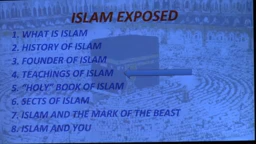 ISLAM EXPOSED
1. WHAT IS ISLAM
2. HISTORY OF ISLAM
3. FOUNDER OF ISLAM
4. TEACHINGS OF ISLAM
5. "HOLY" BOOK OF ISLAM
6. SECTS OF ISLAM
7. ISLAM AND THE MARK OF THE BEAST
8. ISLAM AND YOU